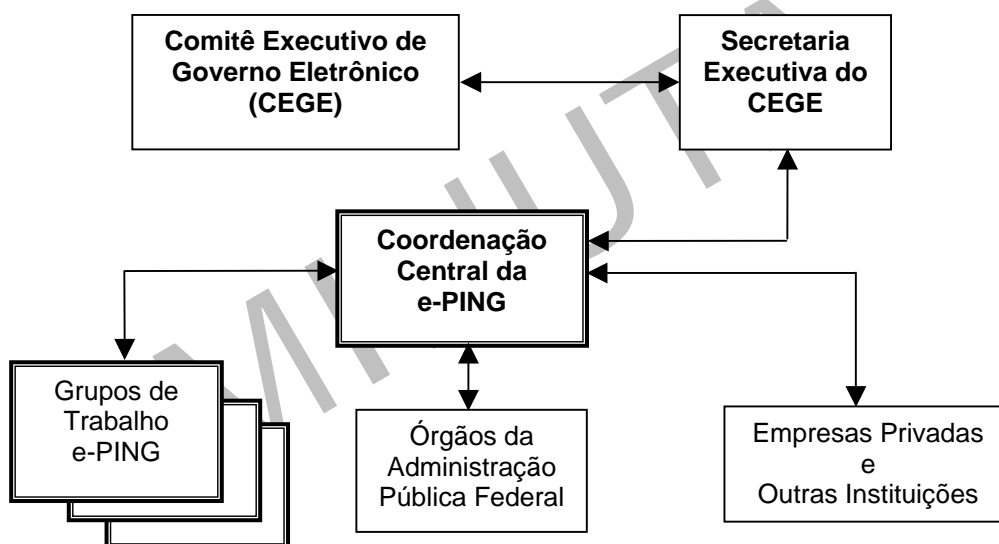 Comitê Executivo de
Governo Eletrônico
(CEGE)
Secretaria
Executiva do
CEGE
Coordenação
Central da
e-PING
Grupos de
Trabalho
e-PING
Órgãos da
Administração
Pública Federal
Empresas Privadas
e
Outras Instituições
MINUTA